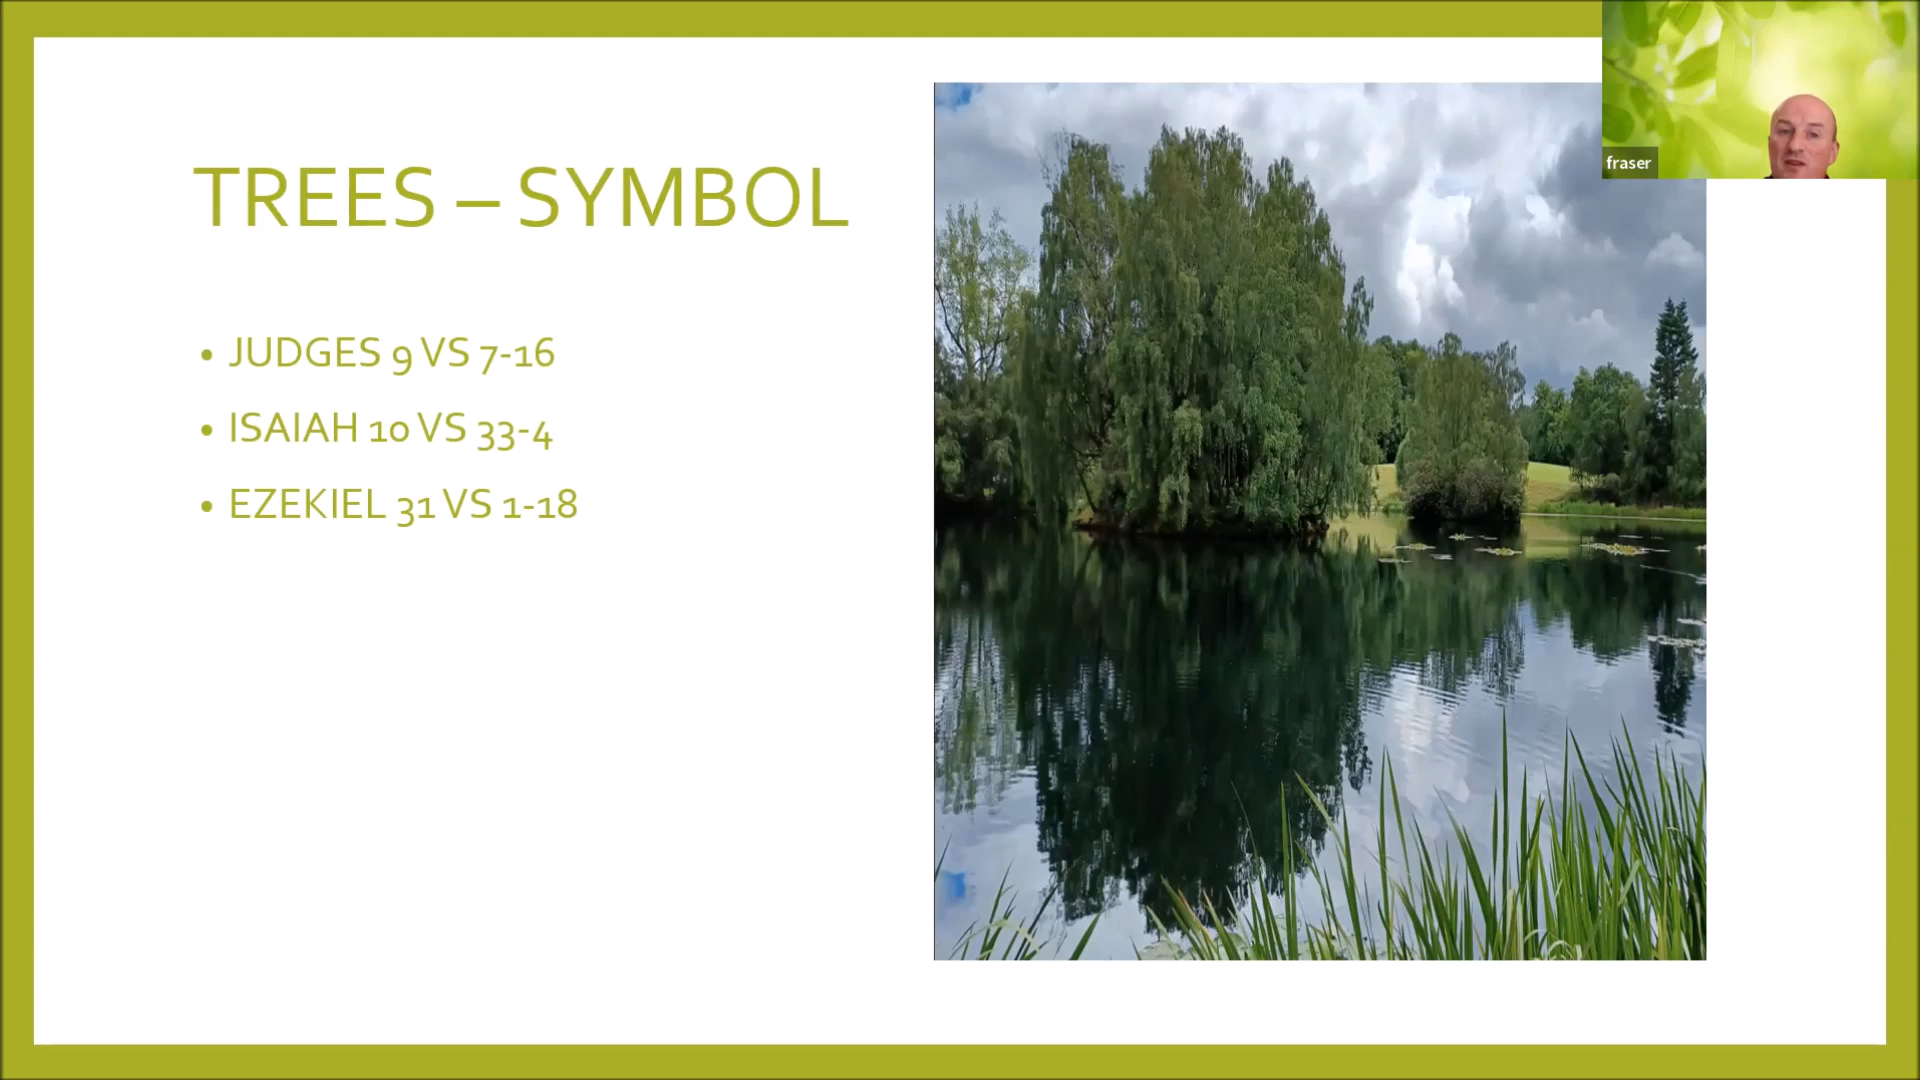 TREES – SYMBOL
• JUDGES 9 VS 7-16
• ISAIAH 10 VS 33-4
• EZEKIEL 31 VS 1-18
fraser